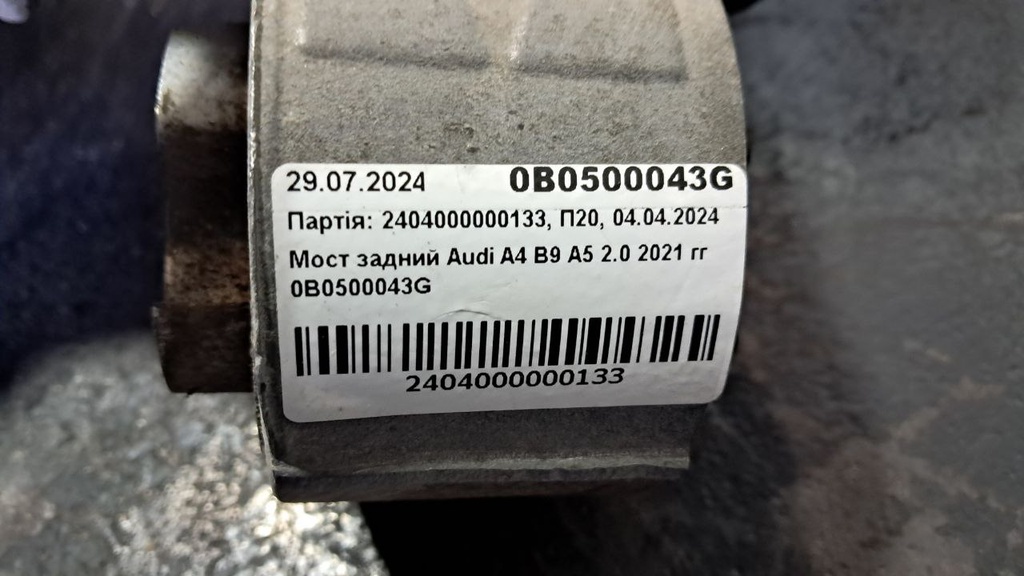 29.07.2024 0B0500043G
Партія: 2404000000133, П20, 04.04.2024
Мост задний Audi A4 B9 A5 2.0 2021 гг
0B0500043G
2404000000133